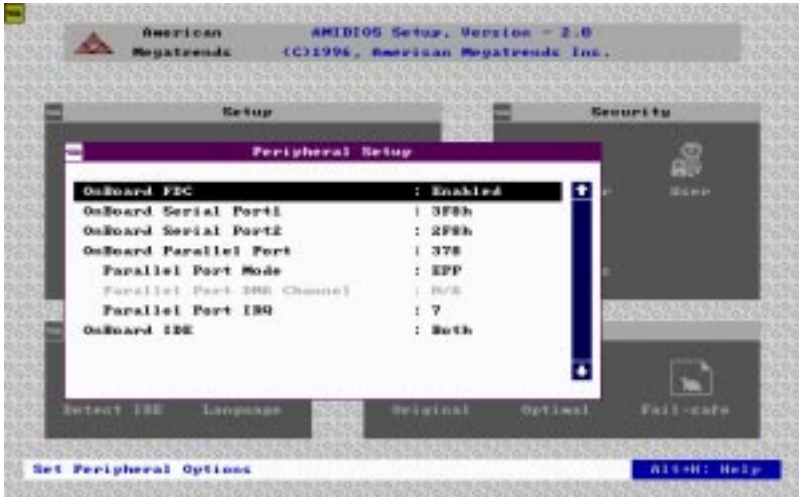 American
Megatrends
AMIBIOS Setup, Version - 2.0
(C)1996, American Megatrends Inc.
Setup
Security
Peripheral Setup
OnBoard FDC : Enabled
OnBoard Serial Port1 : 3F8h
OnBoard Serial Port2 : 2F8h
OnBoard Parallel Port : 378
Parallel Port Mode : EPP
Parallel Port DMA Channel : N/A
Parallel Port IRQ : 7
OnBoard IDE : Both
User
Detect IDE
Language
Original
Optimal
Fail-safe
Set Peripheral Options
Alt+H: Help